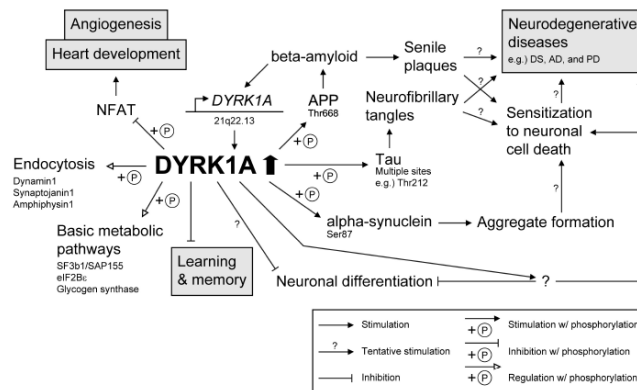 Angiogenesis
Heart development
NFAT
+ P
Endocytosis
Dynamin1
Synaptojanin1
Amphiphysin1
+ P
Basic metabolic
pathways
SF3b1/SAP155
eIF2Bε
Glycogen synthase
+ P
DYRK1A
21q22.13
DYRK1A
beta-amyloid
APP
Thr668
+ P
Senile
plaques
Neurofibrillary
tangles
Tau
Multiple sites
e.g.) Thr212
+ P
alpha-synuclein
Ser87
+ P
Aggregate formation
Neurodegenerative
diseases
e.g.) DS, AD, and PD
?
?
?
?
Sensitization
to neuronal
cell death
?
Learning
& memory
?
Neuronal differentiation
?
Stimulation
?
Tentative stimulation
Inhibition
+ P
Stimulation w/ phosphorylation
+ P
Inhibition w/ phosphorylation
+ P
Regulation w/ phosphorylation